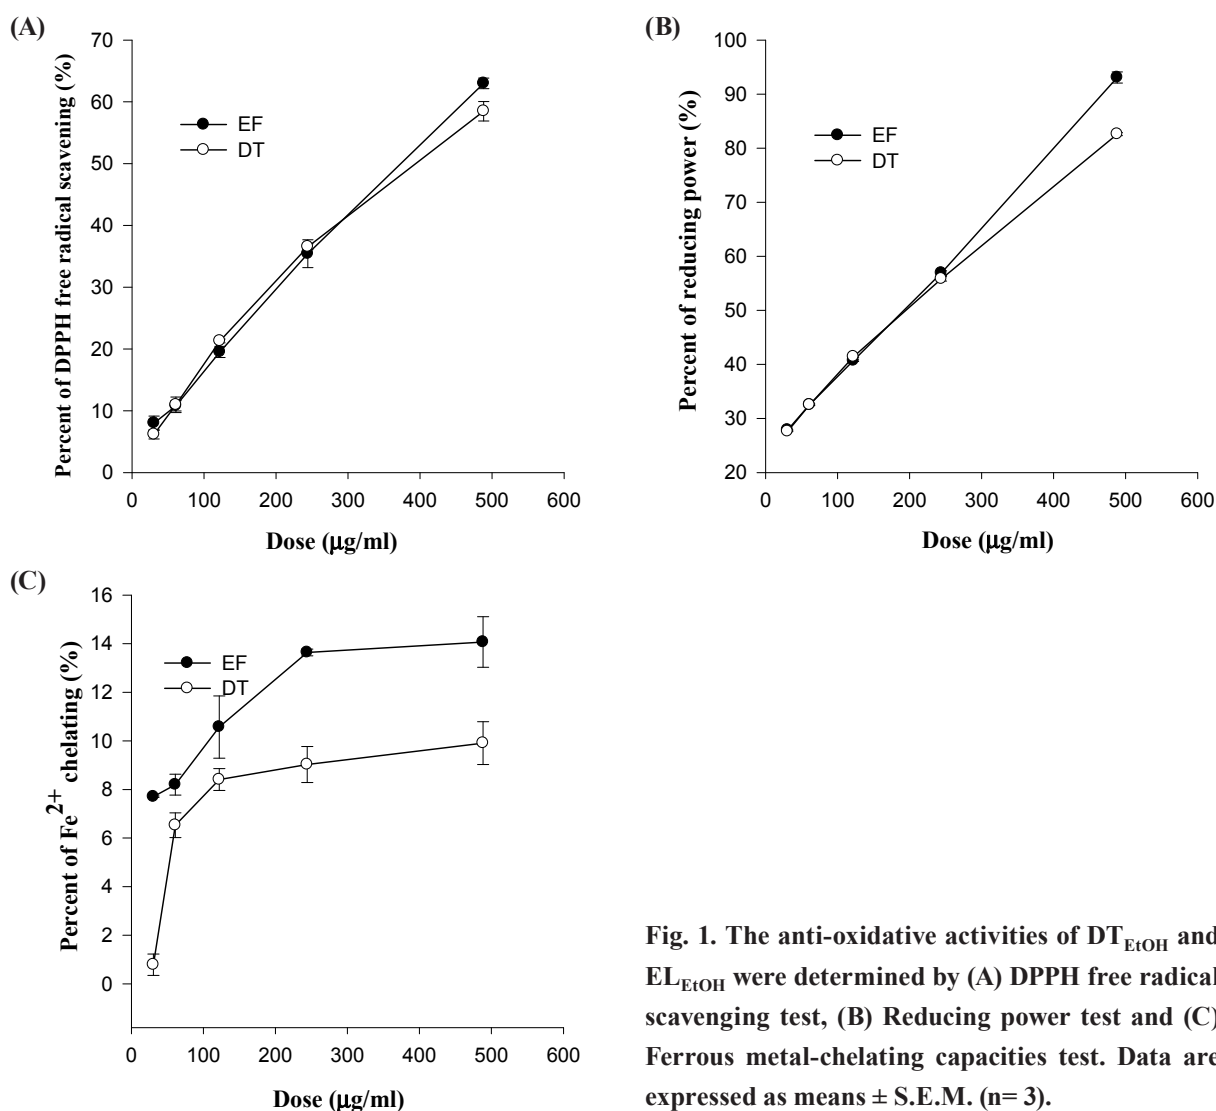 (A)
Percent of DPPH free radical scavening (%)
70
60
50
40
30
20
10
0
EF
DT
0 100 200 300 400 500 600
Dose (μg/ml)
(B)
Percent of reducing power (%)
100
90
80
70
60
50
40
30
20
EF
DT
0 100 200 300 400 500 600
Dose (μg/ml)
(C)
Percent of Fe2+ chelating (%)
16
14
12
10
8
6
4
2
0
EF
DT
0 100 200 300 400 500 600
Dose (μg/ml)
Fig. 1. The anti-oxidative activities of DTEtOH and
ELEtOH were determined by (A) DPPH free radical
scavenging test, (B) Reducing power test and (C)
Ferrous metal-chelating capacities test. Data are
expressed as means ± S.E.M. (n= 3).